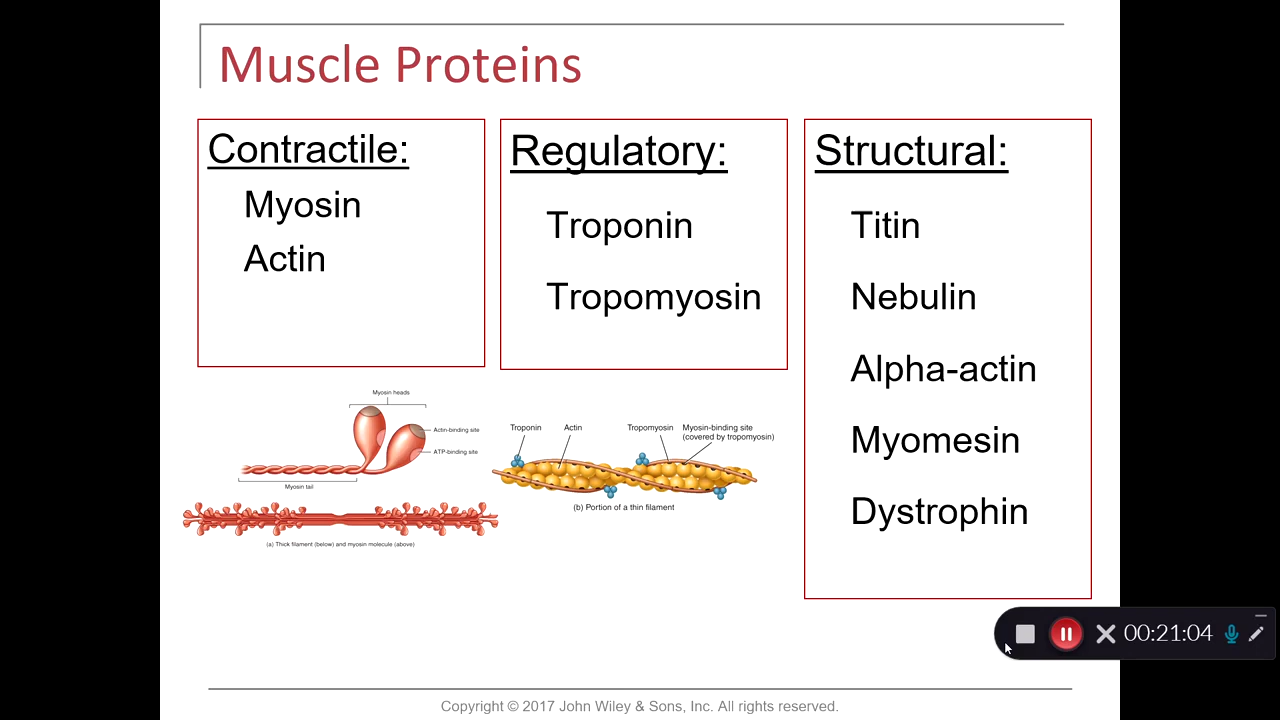 Muscle Proteins
Contractile:
Myosin
Actin
Regulatory:
Troponin
Tropomyosin
Structural:
Titin
Nebulin
Alpha-actin
Myomesin
Dystrophin
Myosin heads
Actin-binding site
ATP-binding site
Myosin tail
(a) Thick filament (below) and myosin molecule (above)
Troponin
Actin
Tropomyosin
Myosin-binding site
(covered by tropomyosin)
(b) Portion of a thin filament
00:21:04
Copyright © 2017 John Wiley & Sons, Inc. All rights reserved.